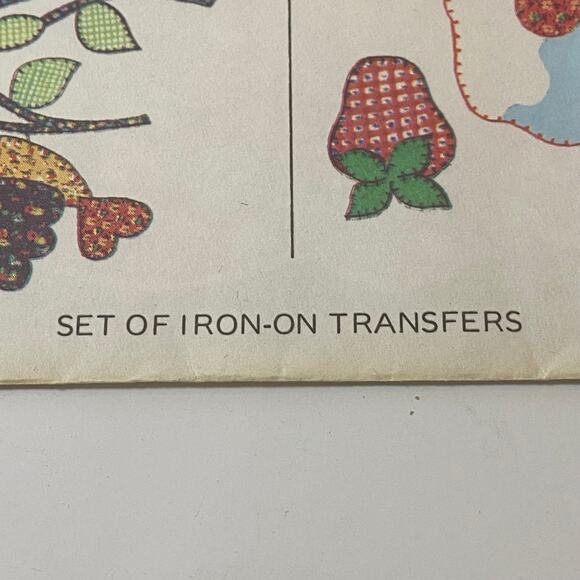 SET OF IRON-ON TRANSFERS